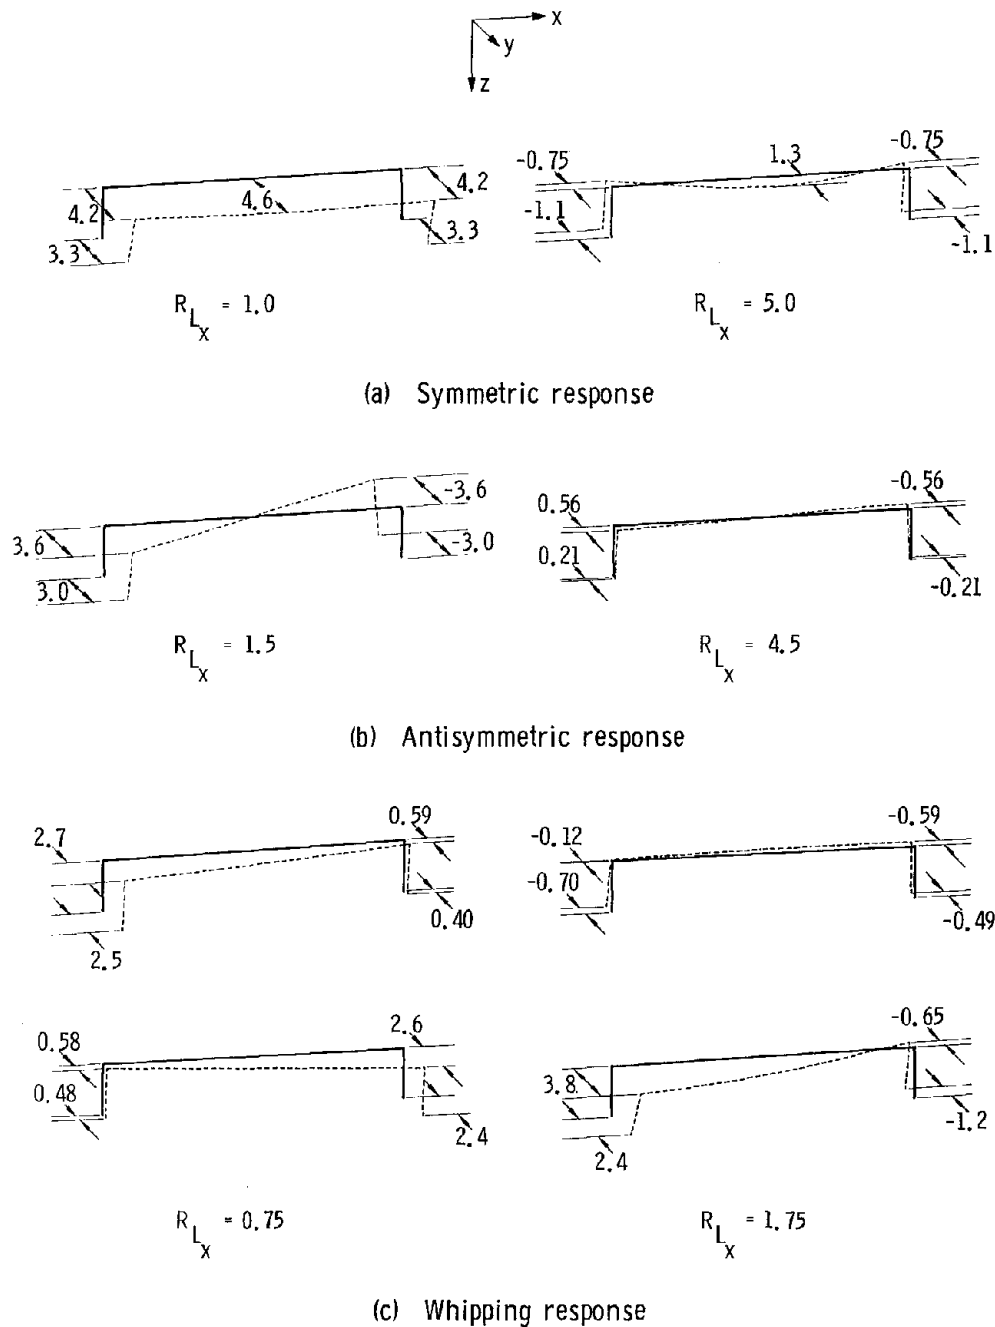 x
y
z
4.2
4.6
4.2
3.3
3.3
R_Lx = 1.0
-0.75
1.3
-0.75
-1.1
-1.1
R_Lx = 5.0
(a) Symmetric response
3.6
-3.6
3.0
-3.0
R_Lx = 1.5
0.56
-0.56
0.21
-0.21
R_Lx = 4.5
(b) Antisymmetric response
2.7
0.59
2.5
0.40
-0.12
-0.59
-0.70
-0.49
0.58
2.6
0.48
2.4
R_Lx = 0.75
-0.65
3.8
-1.2
2.4
R_Lx = 1.75
(c) Whipping response